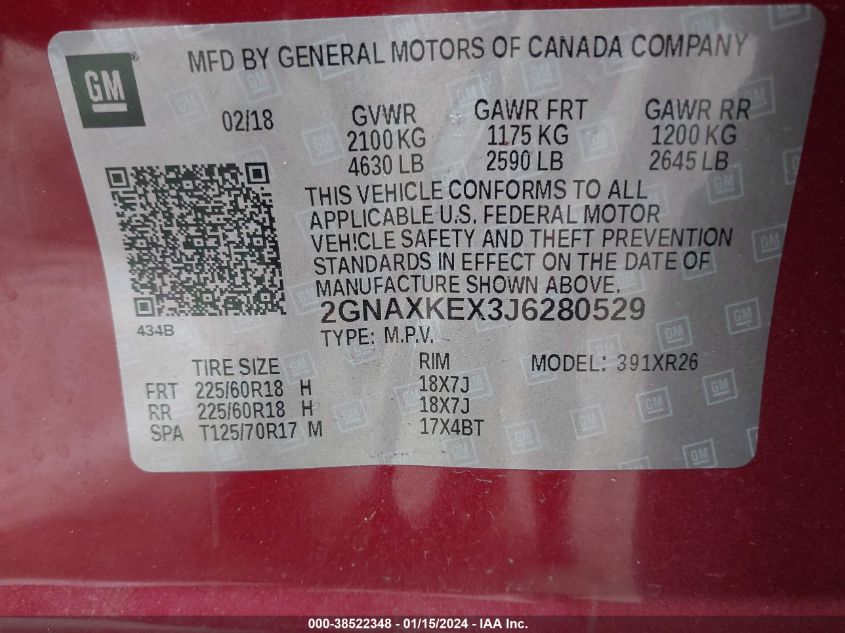 GM
MFD BY GENERAL MOTORS OF CANADA COMPANY
02/18 GVWR GAWR FRT GAWR RR
2100 KG 1175 KG 1200 KG
4630 LB 2590 LB 2645 LB
THIS VEHICLE CONFORMS TO ALL
APPLICABLE U.S. FEDERAL MOTOR
VEHICLE SAFETY AND THEFT PREVENTION
STANDARDS IN EFFECT ON THE DATE OF
MANUFACTURE SHOWN ABOVE.
2GNAXKEX3J6280529
434B TYPE: M.P.V.
TIRE SIZE RIM MODEL: 391XR26
FRT 225/60R18 H 18X7J
RR 225/60R18 H 18X7J
SPA T125/70R17 M 17X4BT
000-38522348 - 01/15/2024 - IAA Inc.